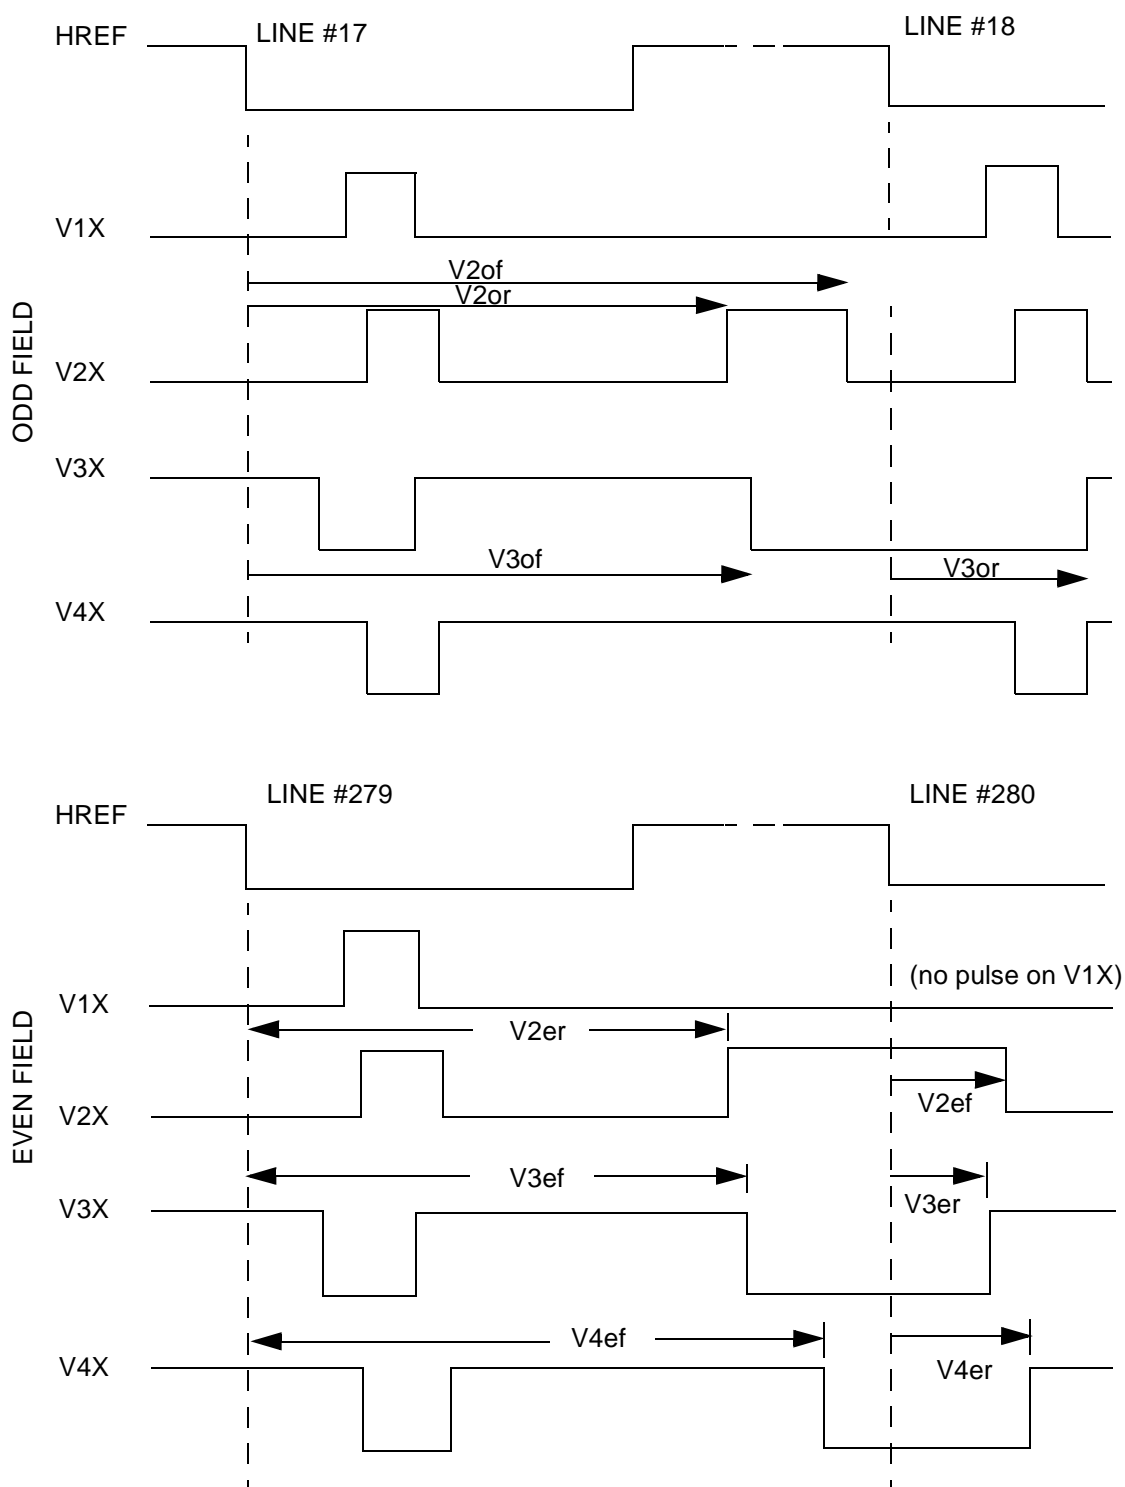 HREF
LINE #17
LINE #18
V1X
V2of
V2or
ODD FIELD
V2X
V3X
V3of
V3or
V4X
LINE #279
LINE #280
HREF
(no pulse on V1X)
V1X
V2er
EVEN FIELD
V2X
V2ef
V3ef
V3X
V3er
V4ef
V4X
V4er